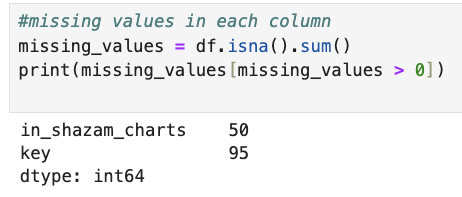 #missing values in each column
missing_values = df.isna().sum()
print(missing_values[missing_values > 0])
in_shazam_charts    50
key                 95
dtype: int64